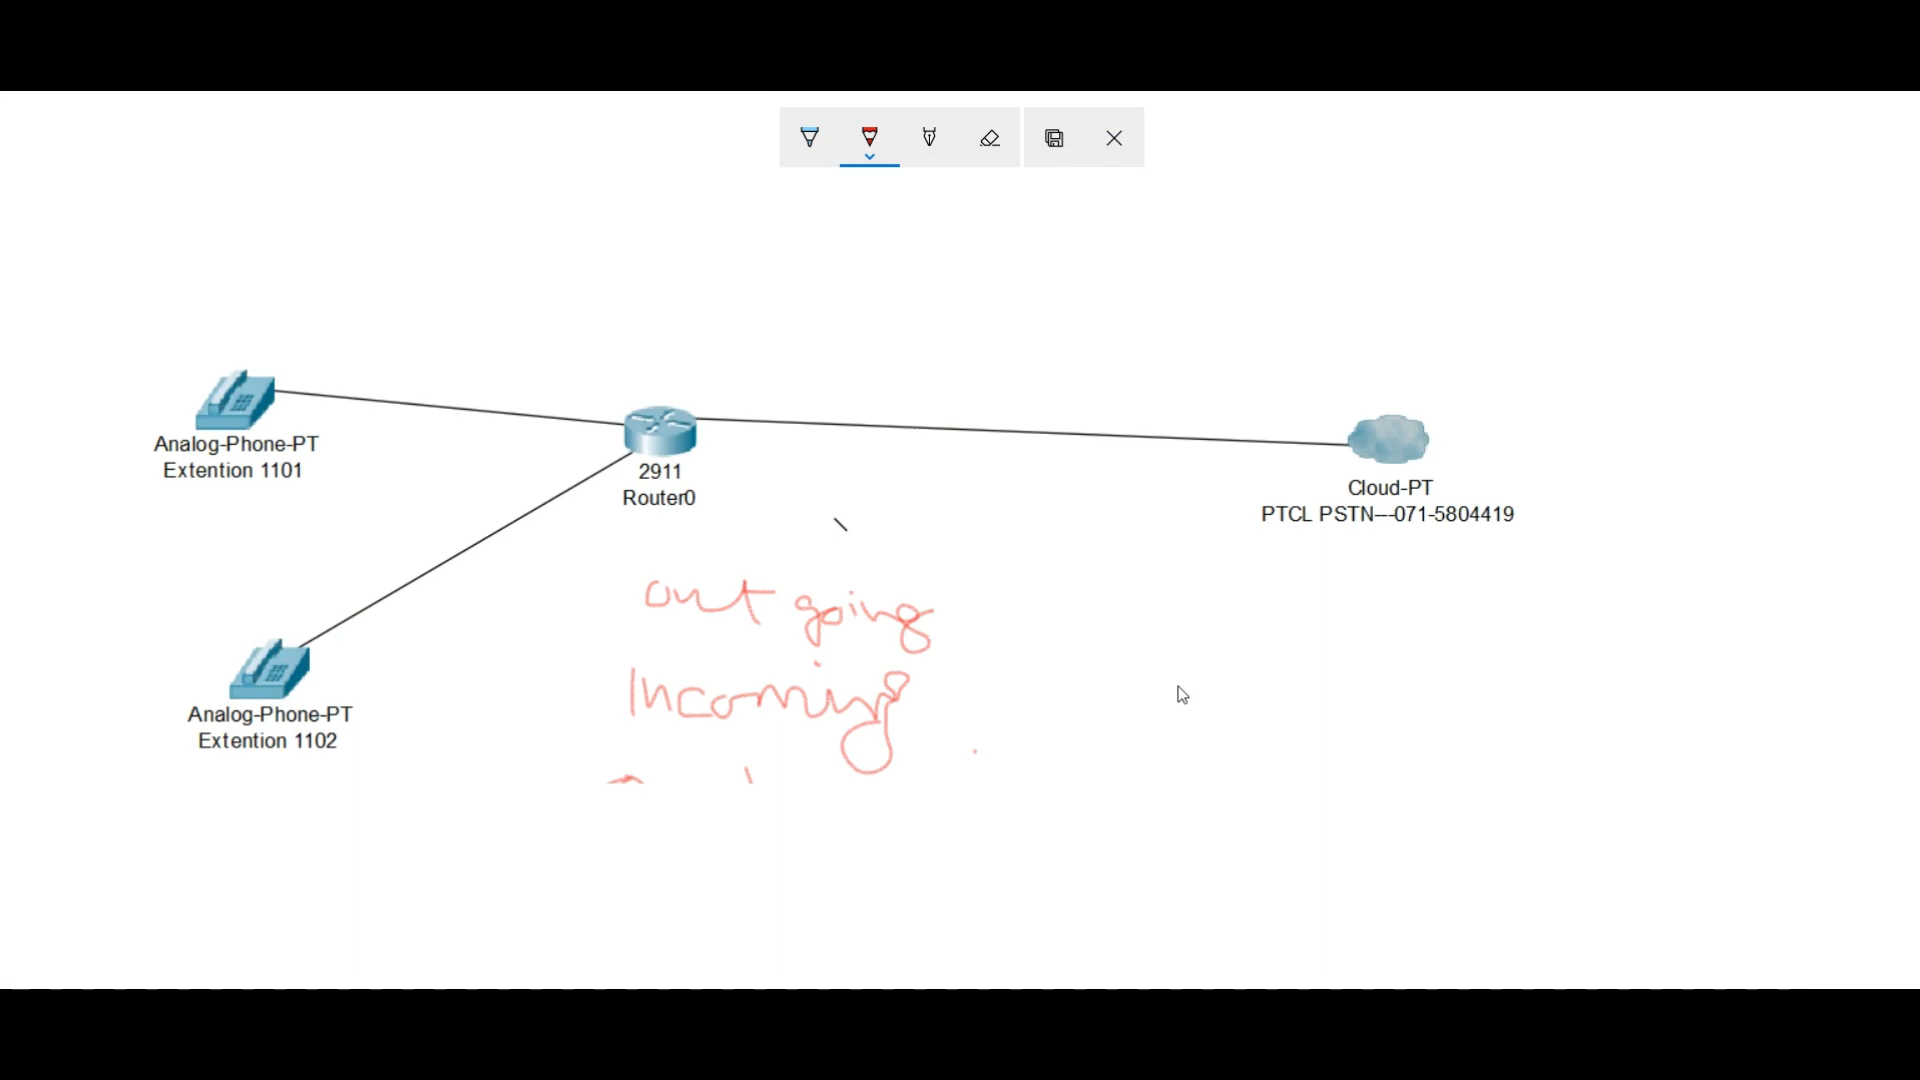 Analog-Phone-PT
Extention 1101
2911
Router0
Cloud-PT
PTCL PSTN---071-5804419
out going
Incoming
Analog-Phone-PT
Extention 1102